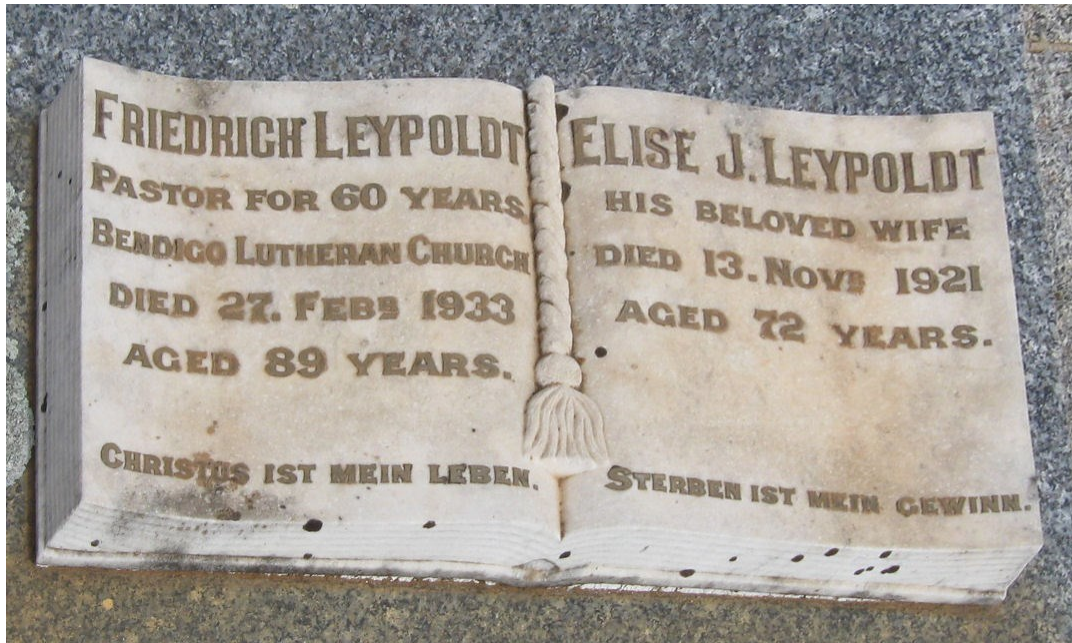 FRIEDRICH LEYPOLDT
PASTOR FOR 60 YEARS
BENDIGO LUTHERAN CHURCH
DIED 27. FEBR 1933
AGED 89 YEARS.
CHRISTUS IST MEIN LEBEN.
ELISE J. LEYPOLDT
HIS BELOVED WIFE
DIED 13. NOVR 1921
AGED 72 YEARS.
STERBEN IST MEIN GEWINN.